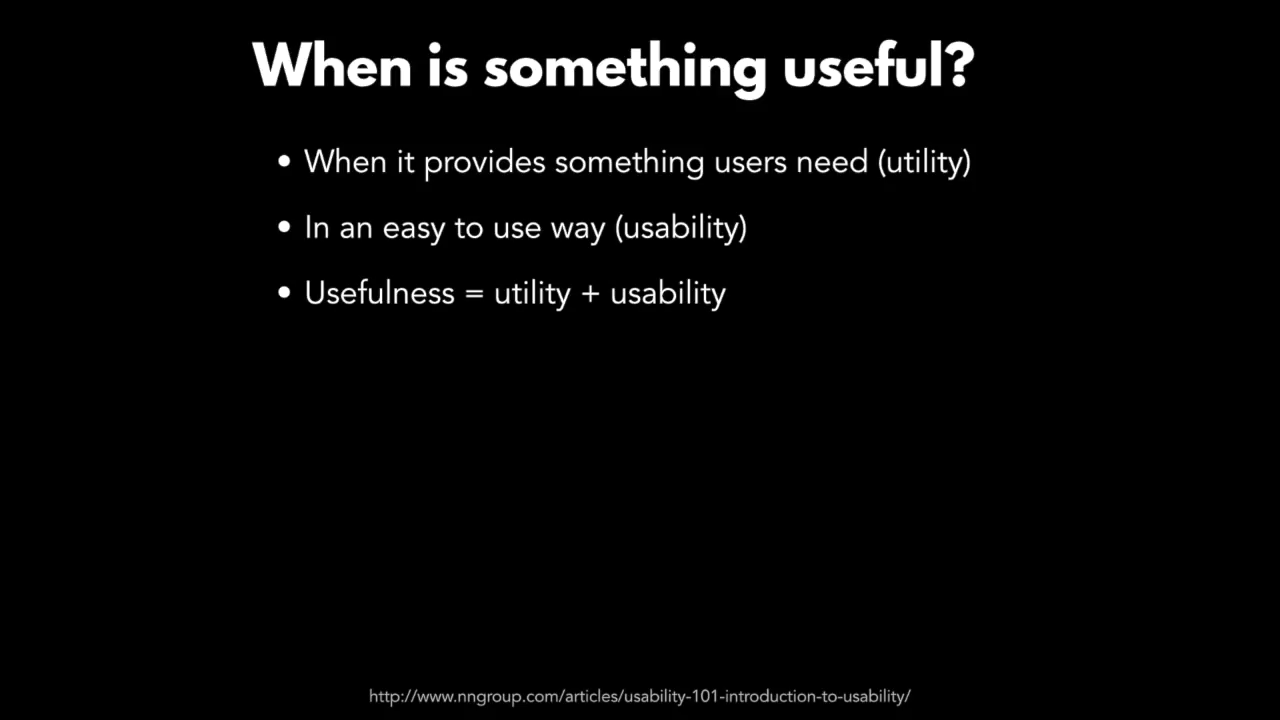 When is something useful?
• When it provides something users need (utility)
• In an easy to use way (usability)
• Usefulness = utility + usability
http://www.nngroup.com/articles/usability-101-introduction-to-usability/